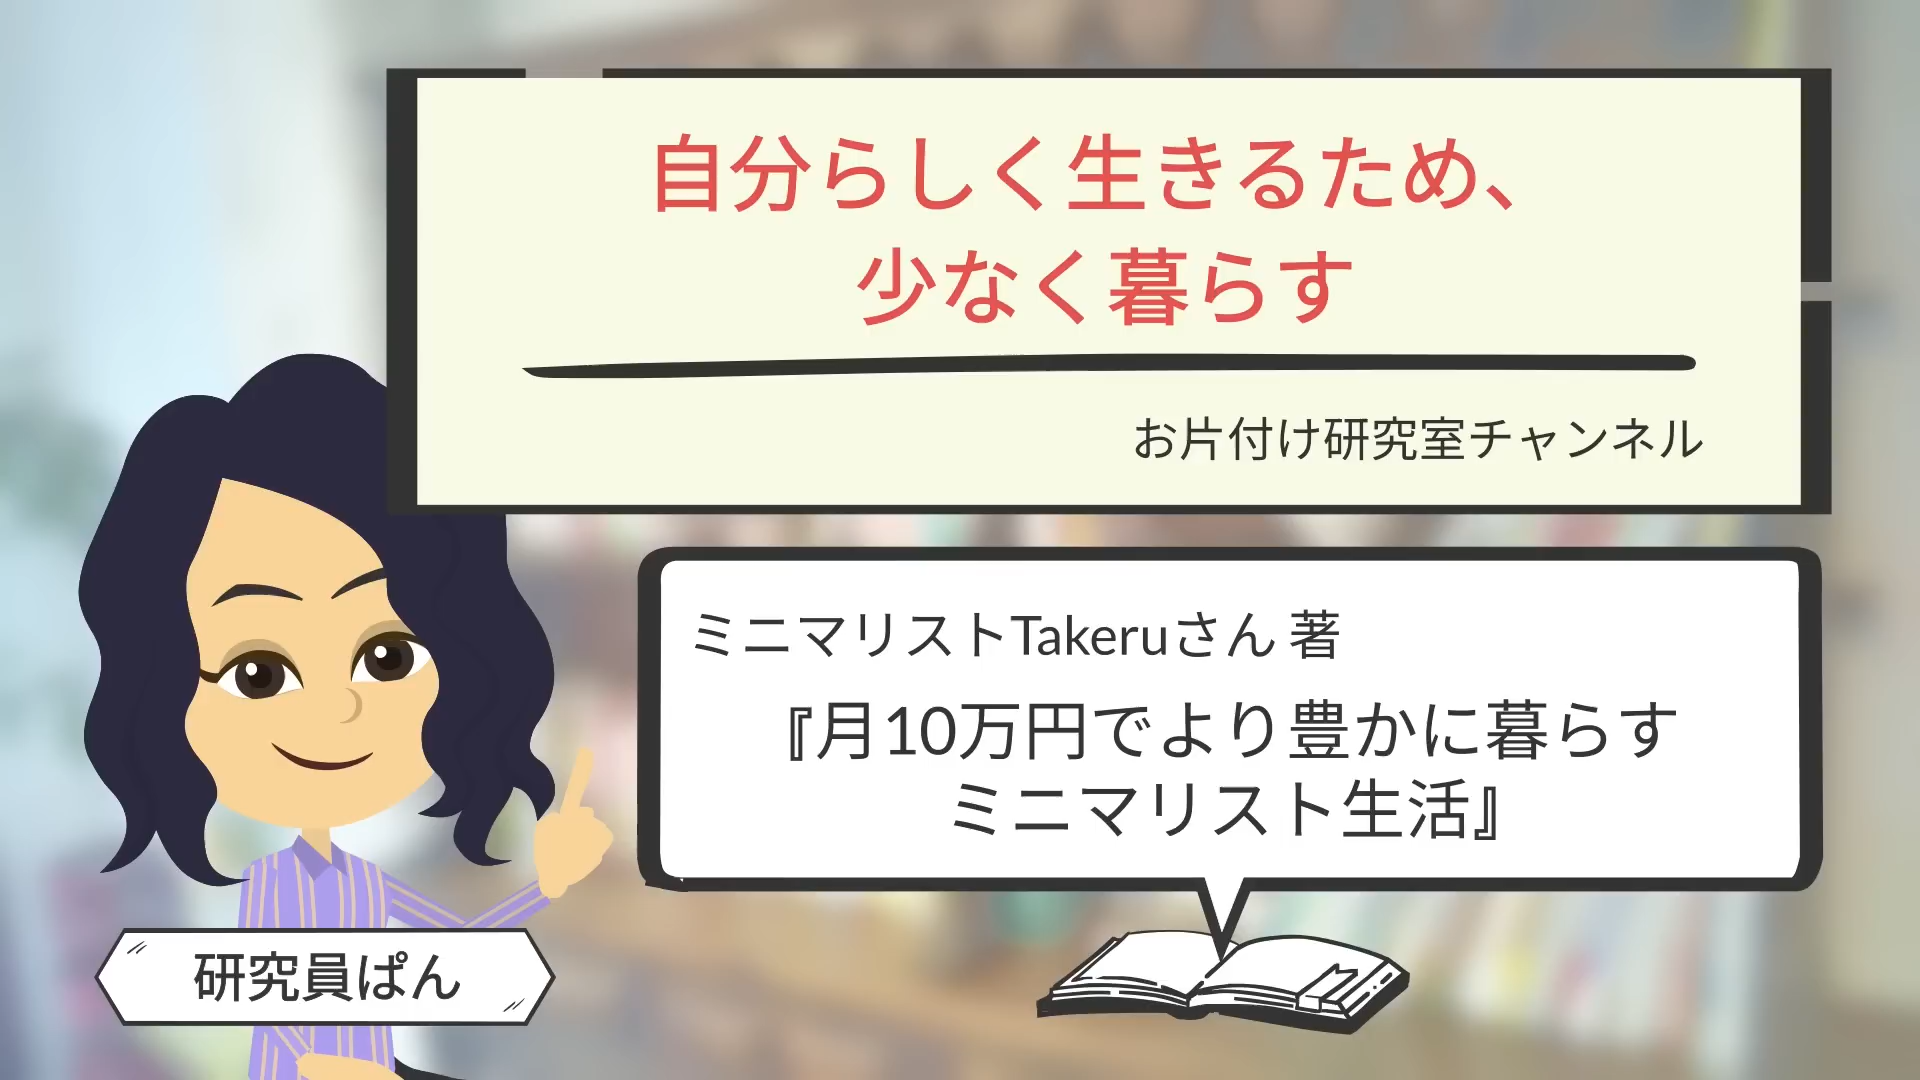 自分らしく生きるため、
少なく暮らす
お片付け研究室チャンネル
ミニマリストTakeruさん 著
『月10万円でより豊かに暮らす
ミニマリスト生活』
研究員ぱん